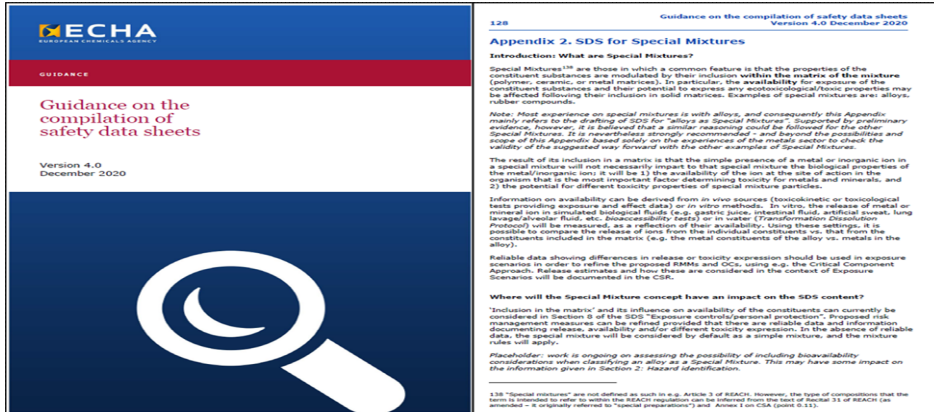 ECHA
EUROPEAN CHEMICALS AGENCY
GUIDANCE
Guidance on the
compilation of
safety data sheets
Version 4.0
December 2020
128
Guidance on the compilation of safety data sheets
Version 4.0 December 2020
Appendix 2. SDS for Special Mixtures
Introduction: What are Special Mixtures?
Special Mixtures138 are those in which a common feature is that the properties of the
constituent substances are modulated by their inclusion within the matrix of the mixture
(polymer, ceramic, or metal matrices). In particular, the availability for exposure of the
constituent substances and their potential to express any ecotoxicological/toxic properties may
be affected following their inclusion in solid matrices. Examples of special mixtures are: alloys,
rubber compounds.
Note: Most experience on special mixtures is with alloys, and consequently this Appendix
mainly refers to the drafting of SDS for "alloys as Special Mixtures". Supported by preliminary
evidence, however, it is believed that a similar reasoning could be followed for the other
Special Mixtures. It is nevertheless strongly recommended - and beyond the possibilities and
scope of this Appendix based solely on the experiences of the metals sector to check the
validity of the suggested way forward with the other examples of Special Mixtures.
The result of its inclusion in a matrix is that the simple presence of a metal or inorganic ion in
a special mixture will not necessarily impart to that special mixture the biological properties of
the metal/inorganic ion; it will be 1) the availability of the ion at the site of action in the
organism that is the most important factor determining toxicity for metals and minerals, and
2) the potential for different toxicity properties of special mixture particles.
Information on availability can be derived from in vivo sources (toxicokinetic or toxicological
tests providing exposure and effect data) or in vitro methods. In vitro, the release of metal or
mineral ion in simulated biological fluids (e.g. gastric juice, intestinal fluid, artificial sweat, lung
lavage/alveolar fluid, etc. bioaccessibility tests) or in water (Transformation Dissolution
Protocol) will be measured, as a reflection of their availability. Using these settings, it is
possible to compare the release of ions from the individual constituents vs. that from the
constituents included in the matrix (e.g. the metal constituents of the alloy vs. metals in the
alloy).
Reliable data showing differences in release or toxicity expression should be used in exposure
scenarios in order to refine the proposed RMMs and OCs, using e.g. the Critical Component
Approach. Release estimates and how these are considered in the context of Exposure
Scenarios will be documented in the CSR.
Where will the Special Mixture concept have an impact on the SDS content?
'Inclusion in the matrix' and its influence on availability of the constituents can currently be
considered in Section 8 of the SDS "Exposure controls/personal protection". Proposed risk
management measures can be refined provided that there are reliable data and information
documenting release, availability and/or different toxicity expression. In the absence of reliable
data, the special mixture will be considered by default as a simple mixture, and the mixture
rules will apply.
Placeholder: work is ongoing on assessing the possibility of including bioavailability
considerations when classifying an alloy as a Special Mixture. This may have some impact on
the information given in Section 2: Hazard identification.
138 "Special mixtures" are not defined as such in e.g. Article 3 of REACH. However, the type of compositions that the
term is intended to refer to within the REACH regulation can be inferred from the text of Recital 31 of REACH (as
amended – it originally referred to "special preparations") and Annex I on CSA (point 0.11).